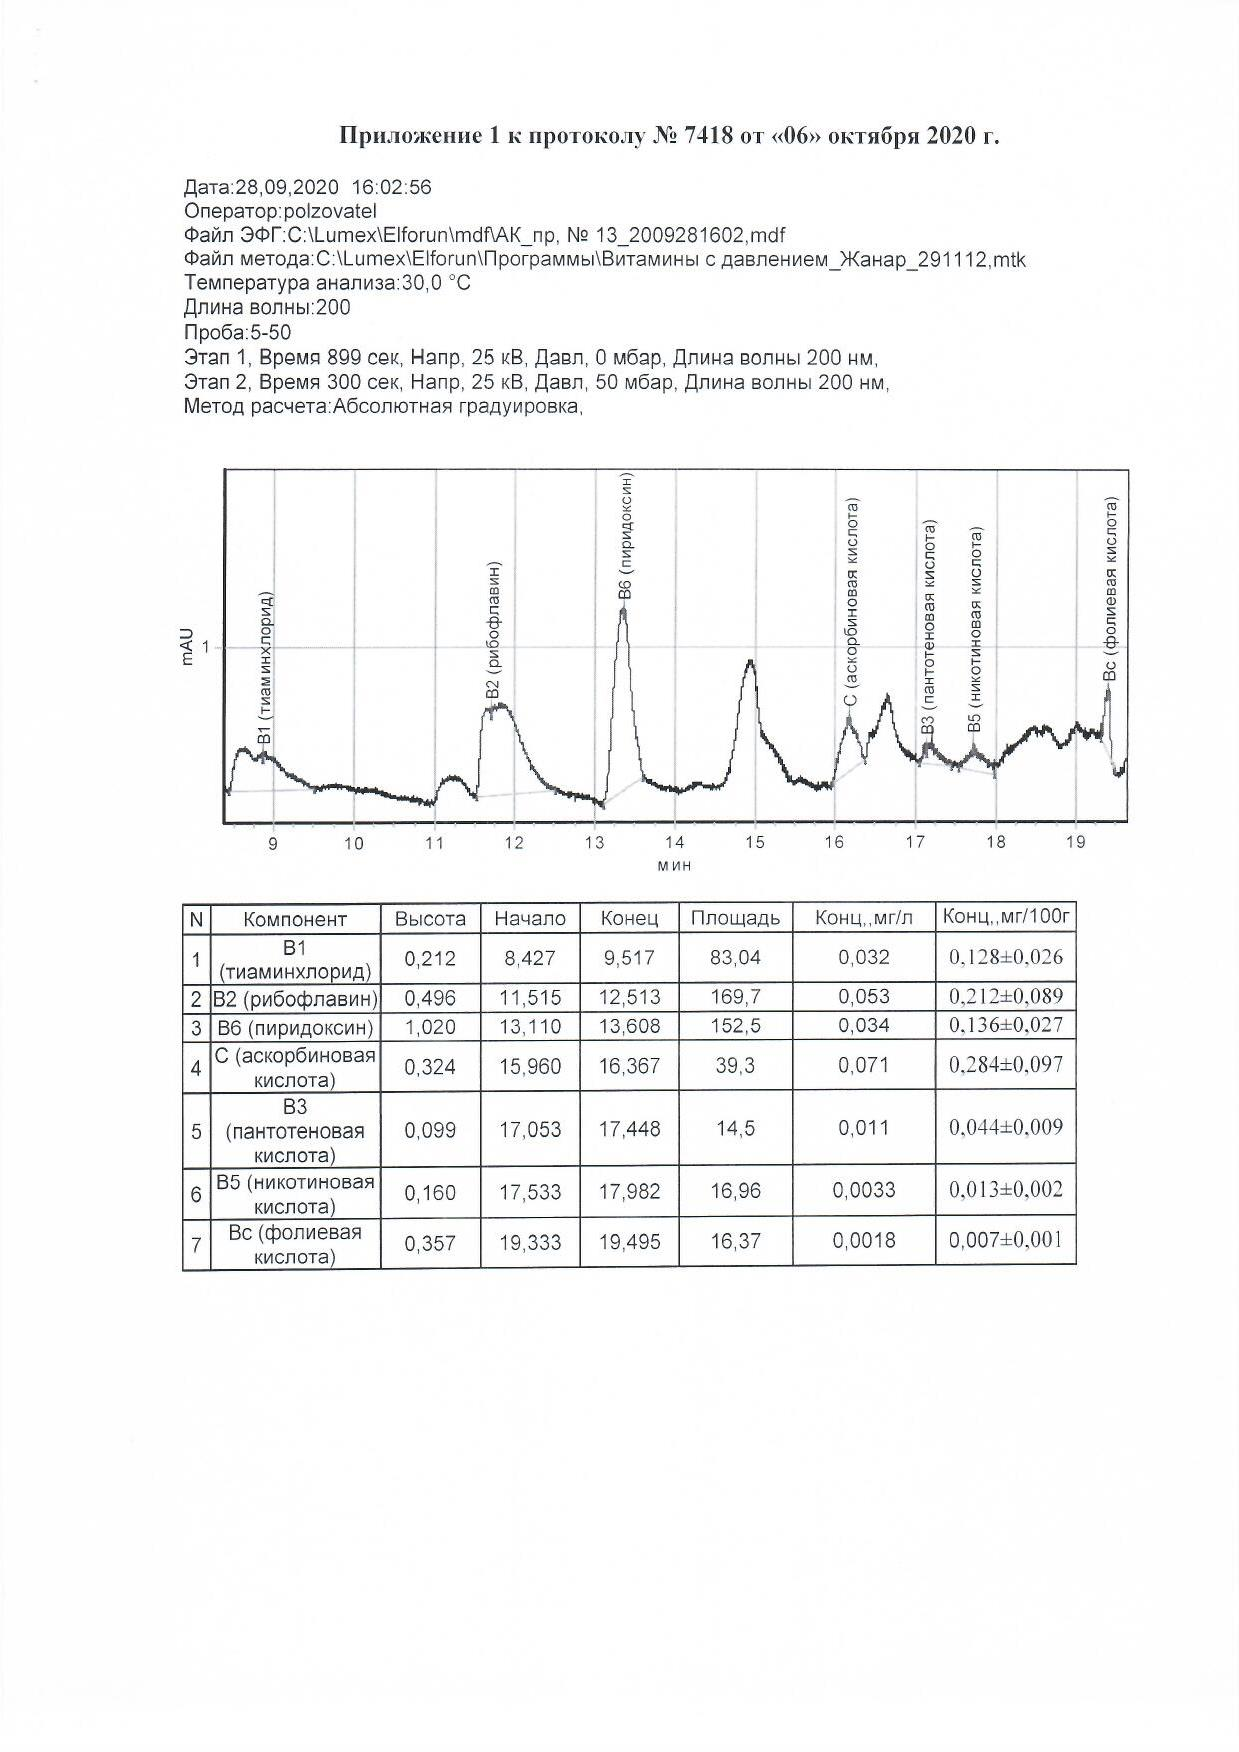 Приложение 1 к протоколу № 7418 от «06» октября 2020 г.
Дата:28,09,2020 16:02:56
Оператор:polzovatel
Файл ЭФГ:C:\Lumex\Elforun\mdf\АК_пр, № 13_2009281602,mdf
Файл метода:C:\Lumex\Elforun\Программы\Витамины с давлением_Жанар_291112,mtk
Температура анализа:30,0 °C
Длина волны:200
Проба:5-50
Этап 1, Время 899 сек, Напр, 25 кВ, Давл, 0 мбар, Длина волны 200 нм,
Этап 2, Время 300 сек, Напр, 25 кВ, Давл, 50 мбар, Длина волны 200 нм,
Метод расчета:Абсолютная градуировка,
mAU
1
B1 (тиаминхлорид)
B2 (рибофлавин)
B6 (пиридоксин)
C (аскорбиновая кислота)
B3 (пантотеновая кислота)
B5 (никотиновая кислота)
Bc (фолиевая кислота)
9 10 11 12 13 14 15 16 17 18 19
мин
N Компонент Высота Начало Конец Площадь Конц,,мг/л Конц,,мг/100г
1 B1 (тиаминхлорид) 0,212 8,427 9,517 83,04 0,032 0,128±0,026
2 B2 (рибофлавин) 0,496 11,515 12,513 169,7 0,053 0,212±0,089
3 B6 (пиридоксин) 1,020 13,110 13,608 152,5 0,034 0,136±0,027
4 C (аскорбиновая кислота) 0,324 15,960 16,367 39,3 0,071 0,284±0,097
5 B3 (пантотеновая кислота) 0,099 17,053 17,448 14,5 0,011 0,044±0,009
6 B5 (никотиновая кислота) 0,160 17,533 17,982 16,96 0,0033 0,013±0,002
7 Bc (фолиевая кислота) 0,357 19,333 19,495 16,37 0,0018 0,007±0,001